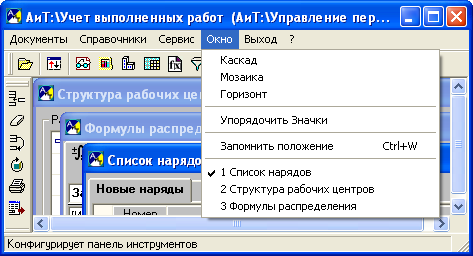 АиТ:\Учет выполненных работ (АиТ:\Управление пер...
Документы Справочники Сервис Окно Выход ?
Каскад
Мозаика
Горизонт
Упорядочить Значки
Запомнить положение Ctrl+W
✓ 1 Список нарядов
2 Структура рабочих центров
3 Формулы распределения
Структура рабочих цен
Формулы распреде
Список нарядо
Новые наряды
Номер
Конфигурирует панель инструментов